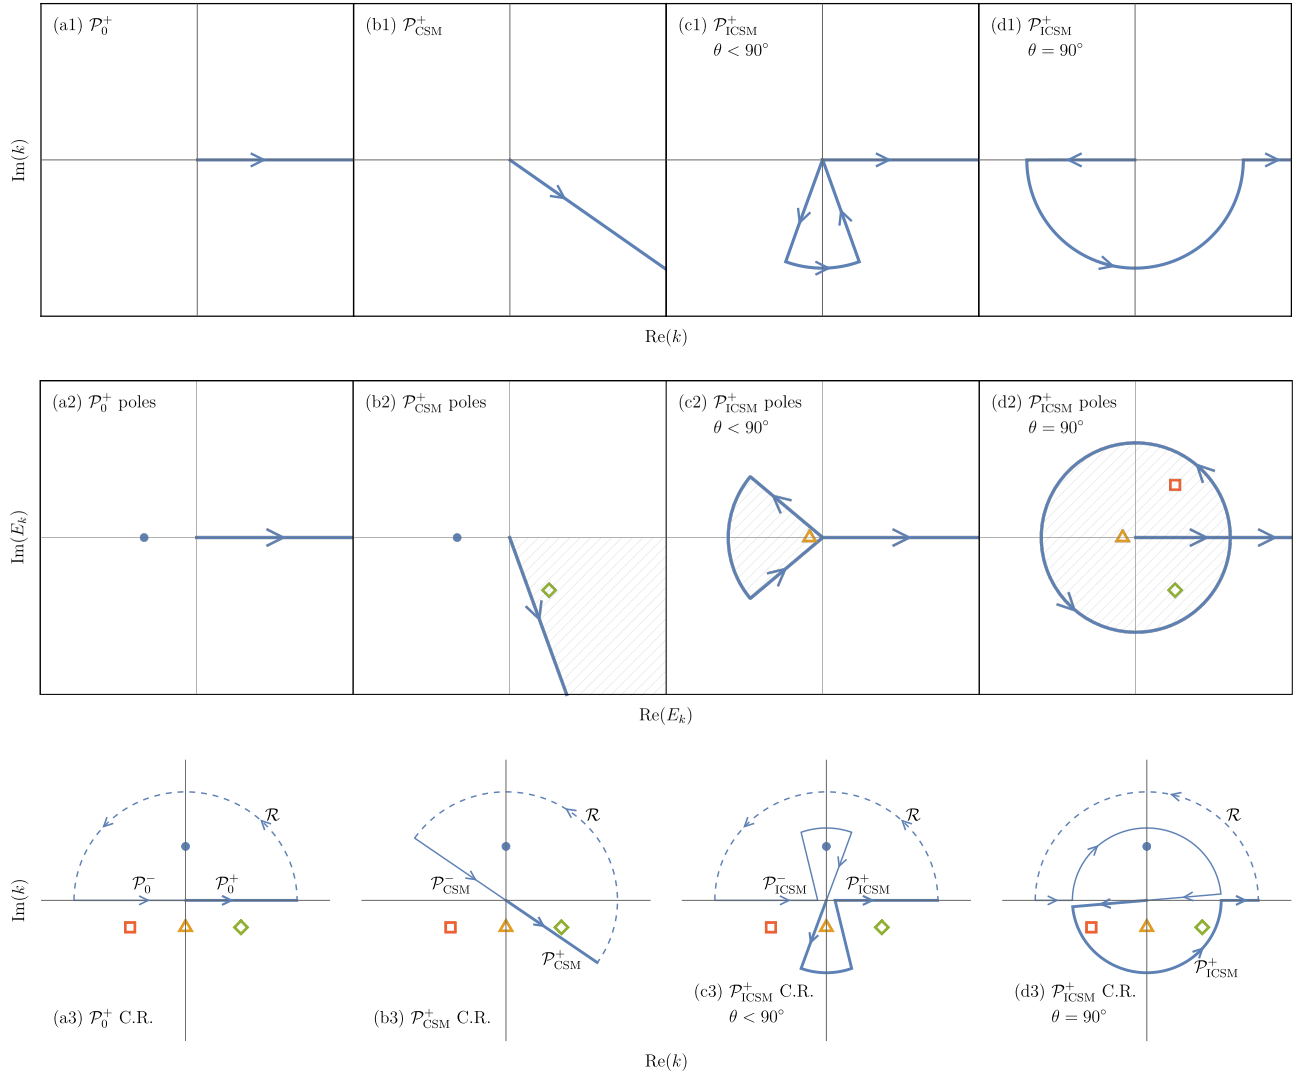 (a1) 𝒫₀⁺
(b1) 𝒫⁺_CSM
(c1) 𝒫⁺_ICSM
θ < 90°
(d1) 𝒫⁺_ICSM
θ = 90°
Im(k)
Re(k)
(a2) 𝒫₀⁺ poles
(b2) 𝒫⁺_CSM poles
(c2) 𝒫⁺_ICSM poles
θ < 90°
(d2) 𝒫⁺_ICSM poles
θ = 90°
Im(E_k)
Re(E_k)
ℛ
𝒫₀⁻
𝒫₀⁺
(a3) 𝒫₀⁺ C.R.
ℛ
𝒫⁻_CSM
𝒫⁺_CSM
(b3) 𝒫⁺_CSM C.R.
ℛ
𝒫⁻_ICSM
𝒫⁺_ICSM
(c3) 𝒫⁺_ICSM C.R.
θ < 90°
ℛ
𝒫⁺_ICSM
(d3) 𝒫⁺_ICSM C.R.
θ = 90°
Im(k)
Re(k)